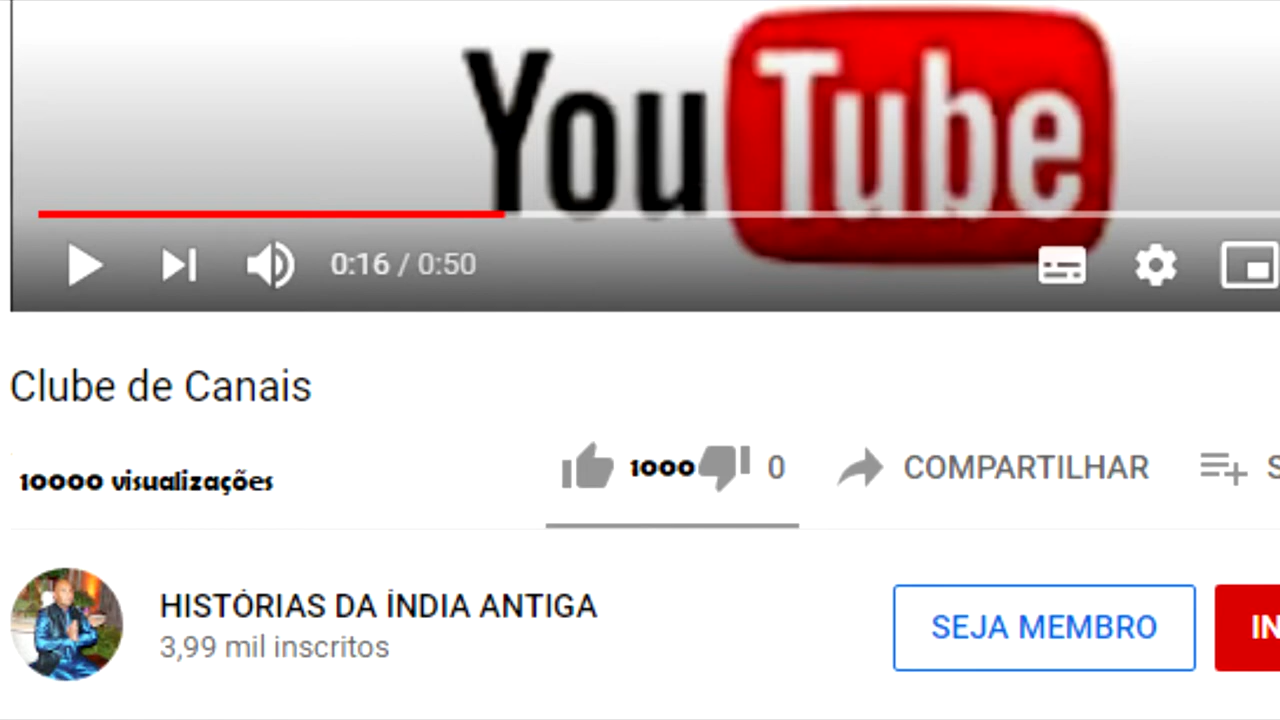 YouTube
0:16 / 0:50
Clube de Canais
10000 visualizações
1000 0 COMPARTILHAR S
HISTÓRIAS DA ÍNDIA ANTIGA
3,99 mil inscritos
SEJA MEMBRO
IN